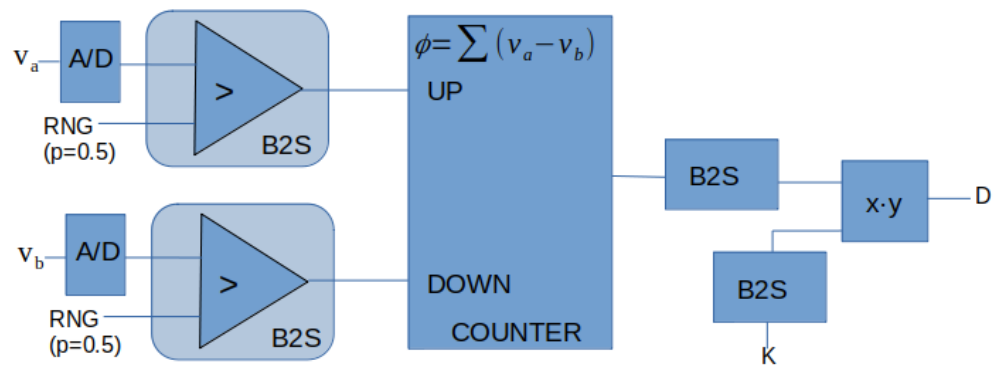 v_a
A/D
>
RNG
(p=0.5)
B2S
ϕ=∑(v_a−v_b)
UP
B2S
x·y
D
v_b
A/D
>
RNG
(p=0.5)
B2S
DOWN
COUNTER
B2S
K